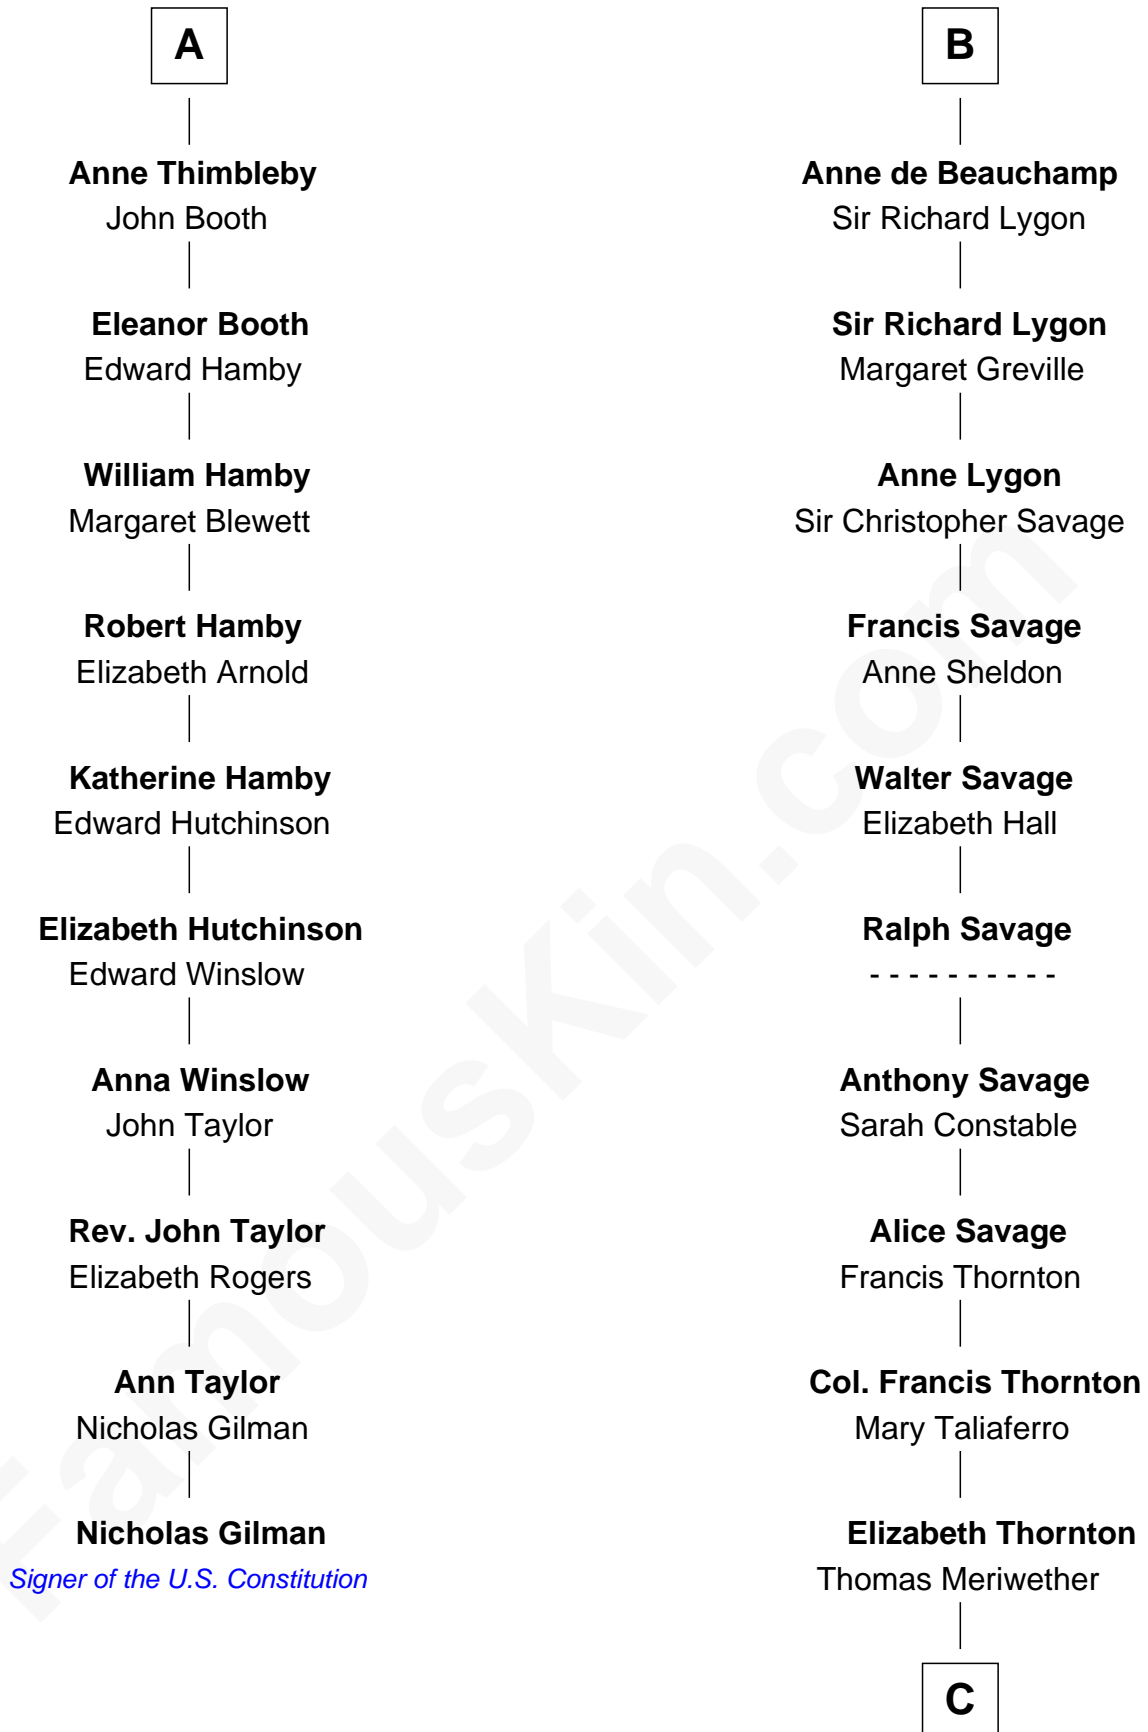 A
Anne Thimbleby
John Booth
Eleanor Booth
Edward Hamby
William Hamby
Margaret Blewett
Robert Hamby
Elizabeth Arnold
Katherine Hamby
Edward Hutchinson
Elizabeth Hutchinson
Edward Winslow
Anna Winslow
John Taylor
Rev. John Taylor
Elizabeth Rogers
Ann Taylor
Nicholas Gilman
Nicholas Gilman
Signer of the U.S. Constitution
B
Anne de Beauchamp
Sir Richard Lygon
Sir Richard Lygon
Margaret Greville
Anne Lygon
Sir Christopher Savage
Francis Savage
Anne Sheldon
Walter Savage
Elizabeth Hall
Ralph Savage
- - - - - - - - - -
Anthony Savage
Sarah Constable
Alice Savage
Francis Thornton
Col. Francis Thornton
Mary Taliaferro
Elizabeth Thornton
Thomas Meriwether
C
FamousKin.com